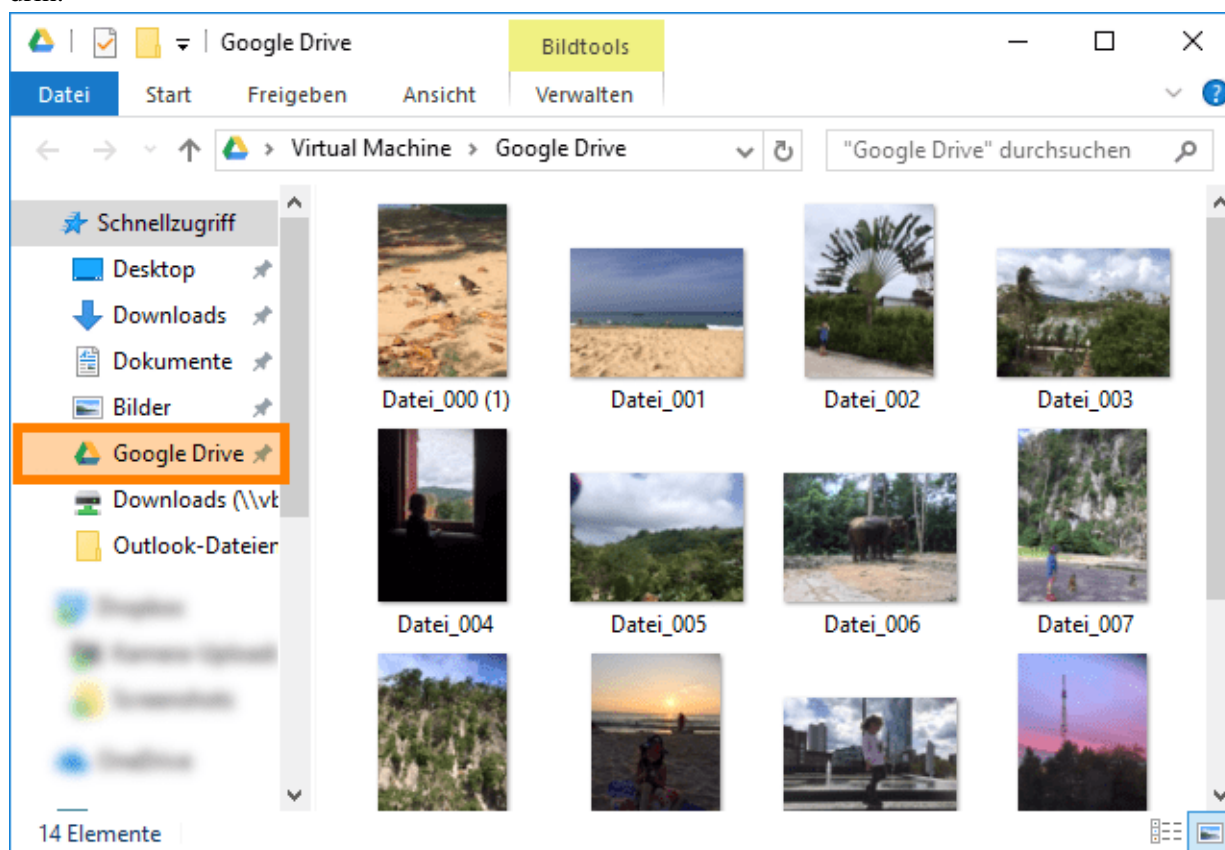 Google Drive
Bildtools
Datei Start Freigeben Ansicht Verwalten
Virtual Machine > Google Drive
"Google Drive" durchsuchen
Schnellzugriff
Desktop
Downloads
Dokumente
Bilder
Google Drive
Downloads (\\vb
Outlook-Dateien
Datei_000 (1) Datei_001 Datei_002 Datei_003
Datei_004 Datei_005 Datei_006 Datei_007
14 Elemente